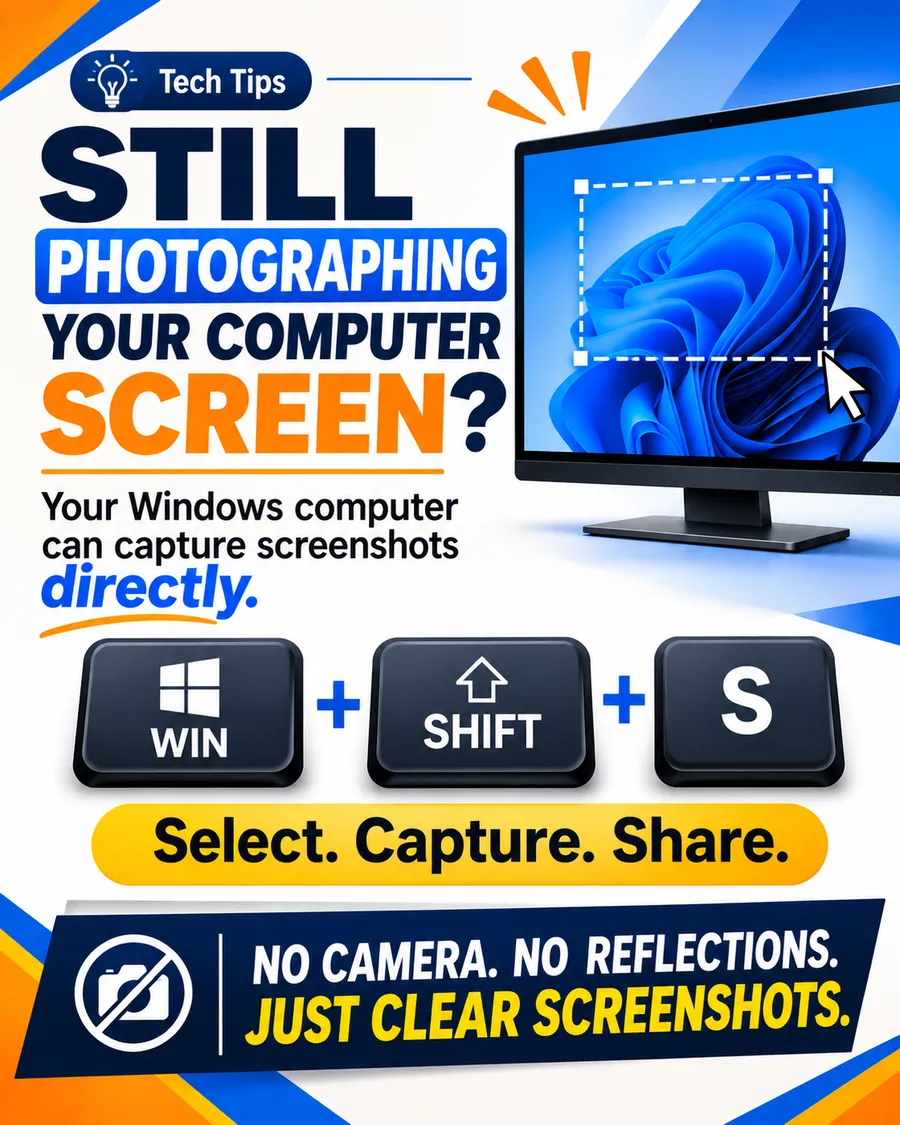 Tech Tips
STILL
PHOTOGRAPHING
YOUR COMPUTER
SCREEN?
Your Windows computer
can capture screenshots
directly.
WIN + SHIFT + S
Select. Capture. Share.
NO CAMERA. NO REFLECTIONS.
JUST CLEAR SCREENSHOTS.